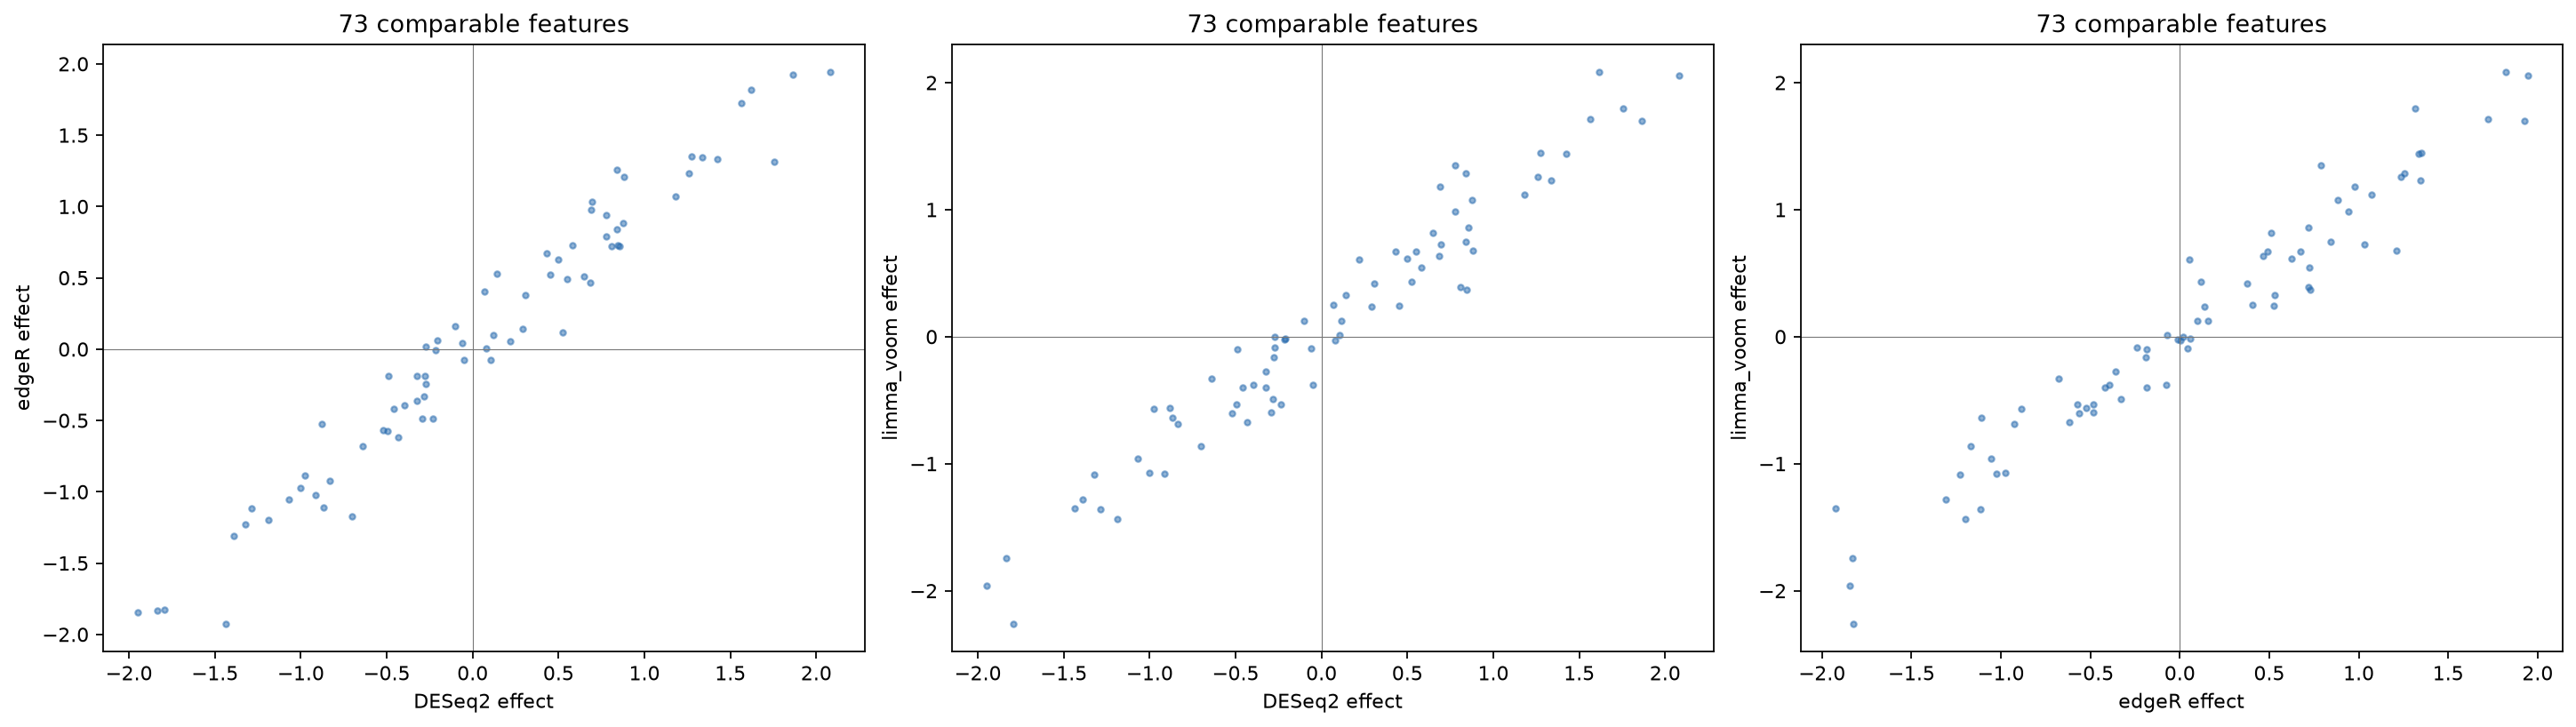 73 comparable features
2.0
1.5
1.0
0.5
0.0
−0.5
−1.0
−1.5
−2.0
edgeR effect
−2.0 −1.5 −1.0 −0.5 0.0 0.5 1.0 1.5 2.0
DESeq2 effect
73 comparable features
2
1
0
−1
−2
limma_voom effect
−2.0 −1.5 −1.0 −0.5 0.0 0.5 1.0 1.5 2.0
DESeq2 effect
73 comparable features
2
1
0
−1
−2
limma_voom effect
−2.0 −1.5 −1.0 −0.5 0.0 0.5 1.0 1.5 2.0
edgeR effect